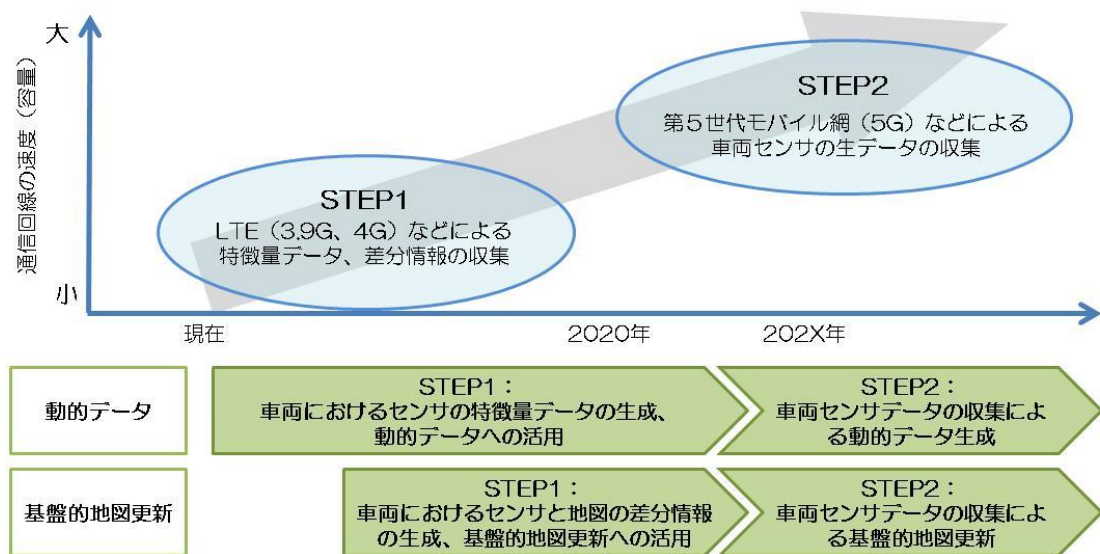 大
通信回線の速度（容量）
小
STEP2
第５世代モバイル網（5G）などによる
車両センサの生データの収集
STEP1
LTE（3.9G、4G）などによる
特徴量データ、差分情報の収集
現在
2020年
202X年
動的データ
STEP1：
車両におけるセンサの特徴量データの生成、
動的データへの活用
STEP2：
車両センサデータの収集によ
る動的データ生成
基盤的地図更新
STEP1：
車両におけるセンサと地図の差分情報
の生成、基盤的地図更新への活用
STEP2：
車両センサデータの収集によ
る基盤的地図更新